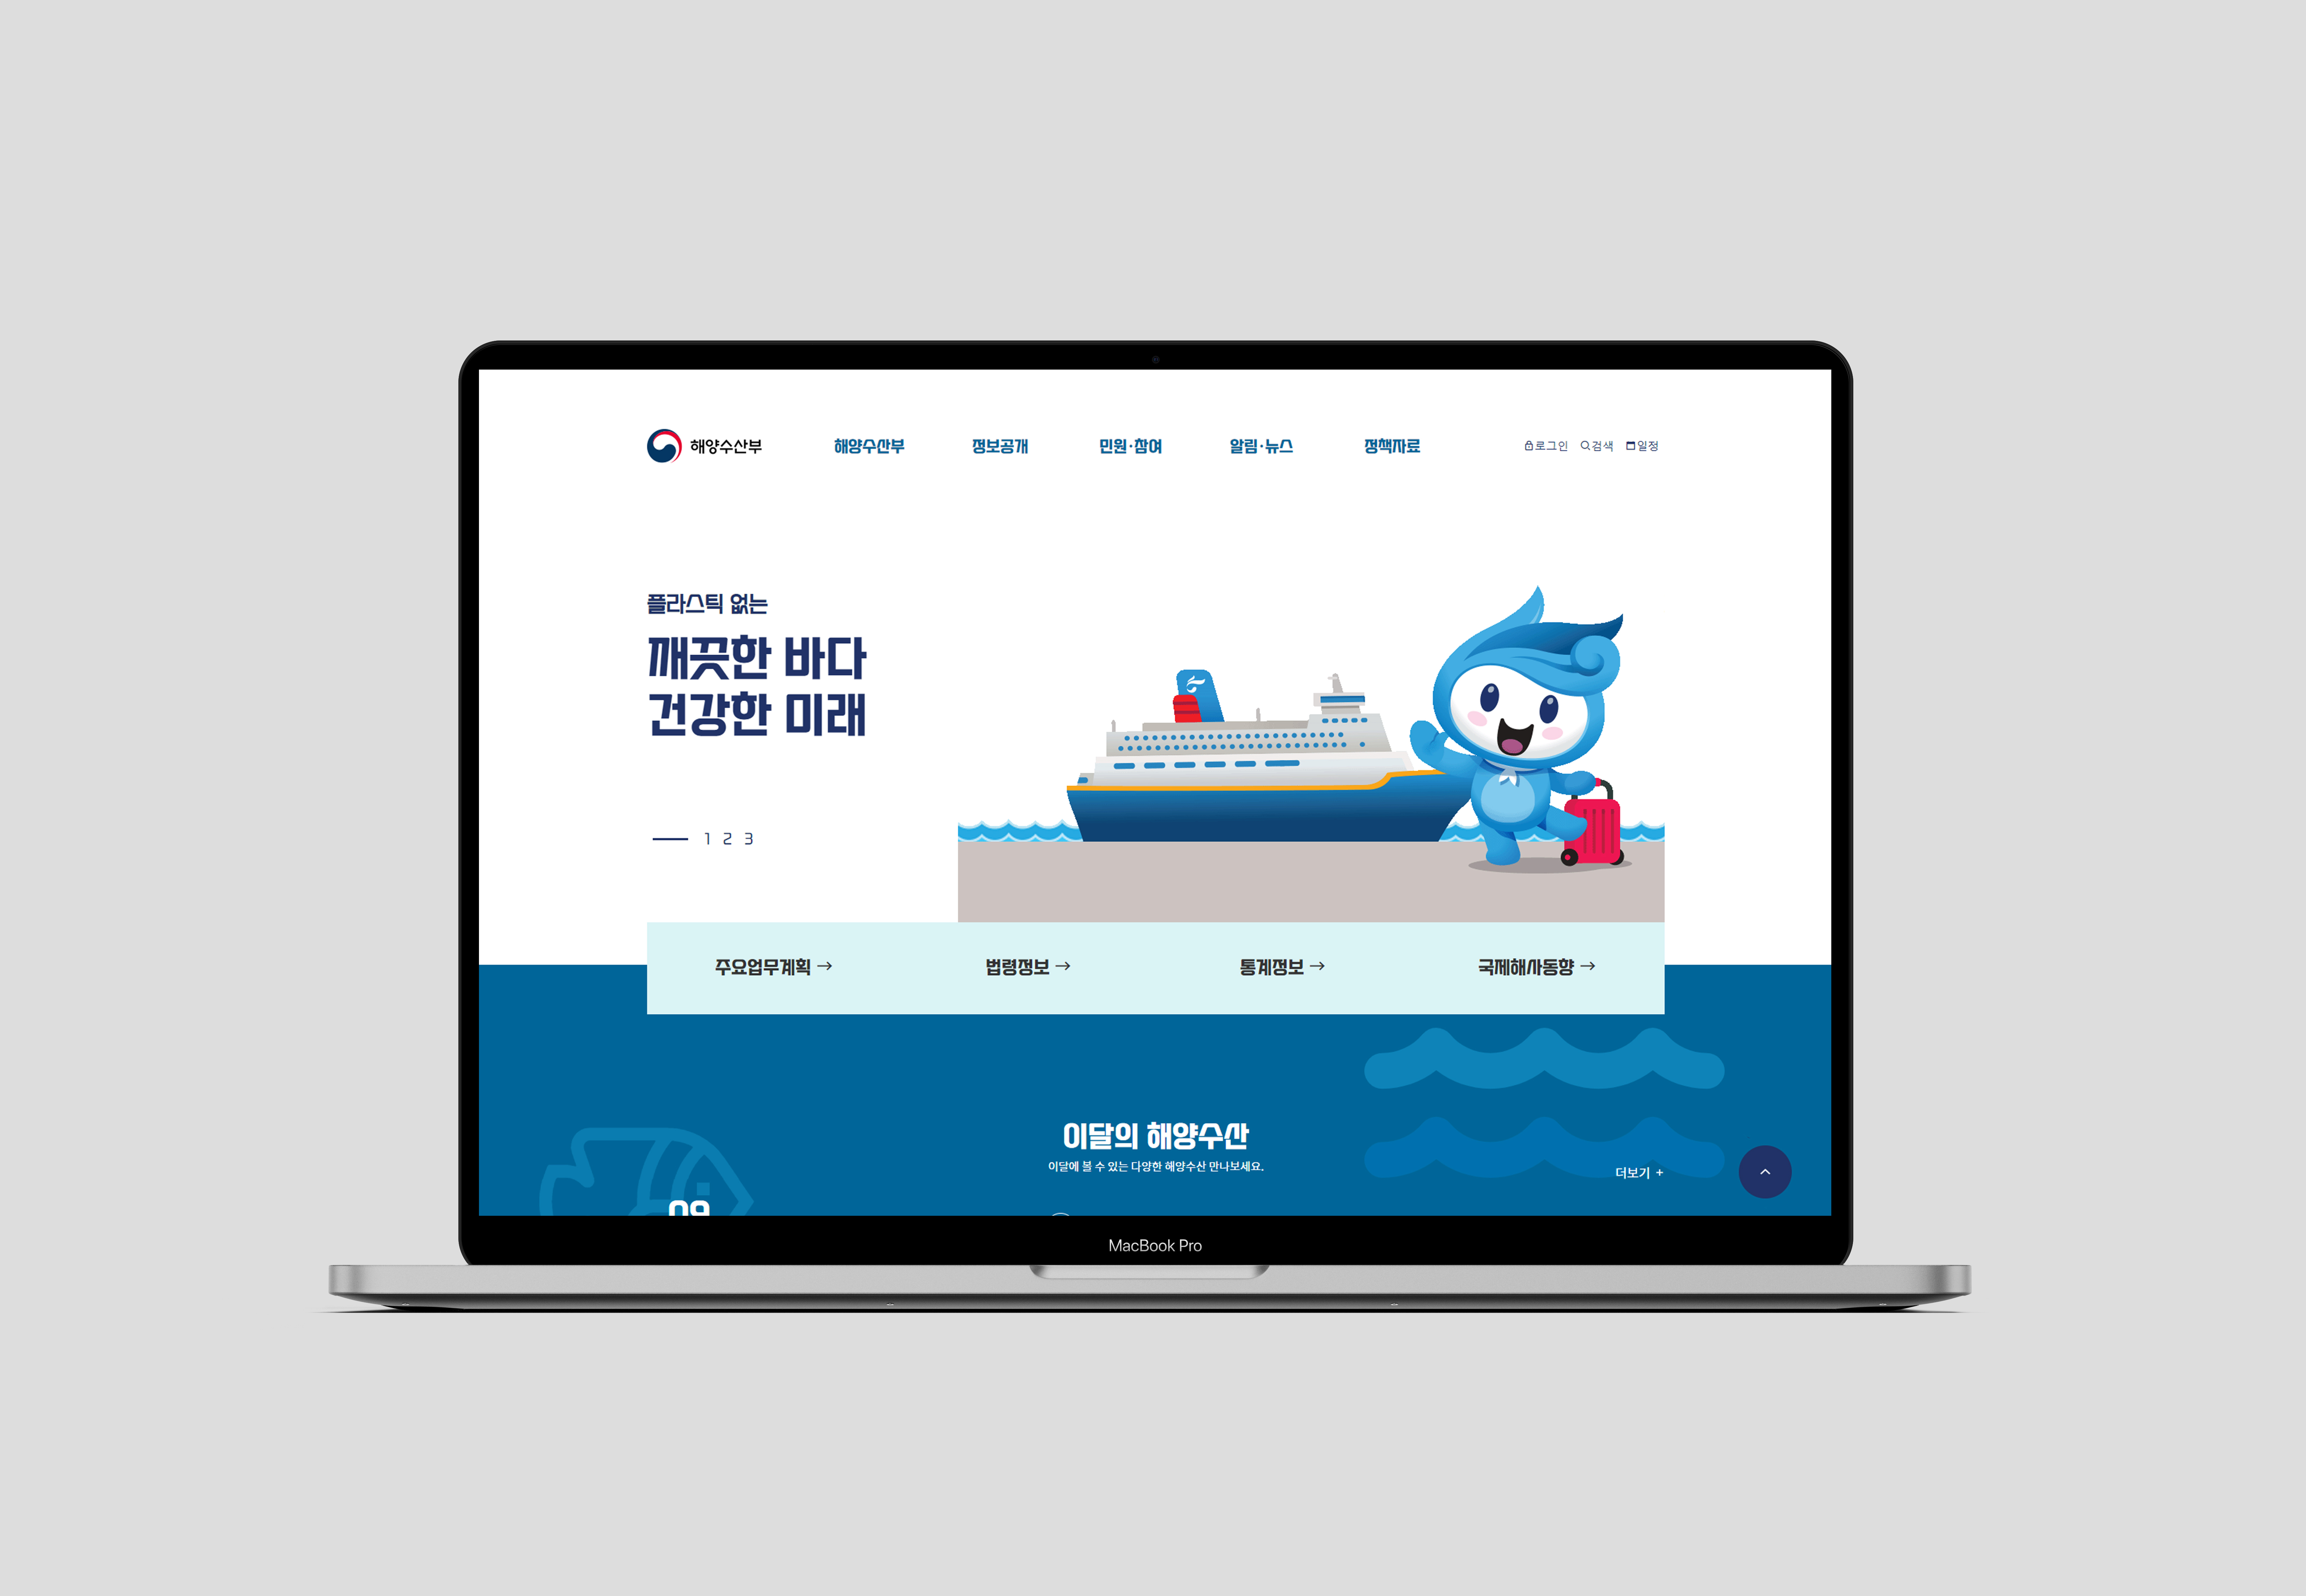 해양수산부 해양수산부 정보공개 민원·참여 알림·뉴스 정책자료 로그인 검색 일정
플라스틱 없는
깨끗한 바다
건강한 미래
1 2 3
주요업무계획 → 법령정보 → 통계정보 → 국제해사동향 →
이달의 해양수산
이달에 볼 수 있는 다양한 해양수산 만나보세요.
더보기 +
09
MacBook Pro